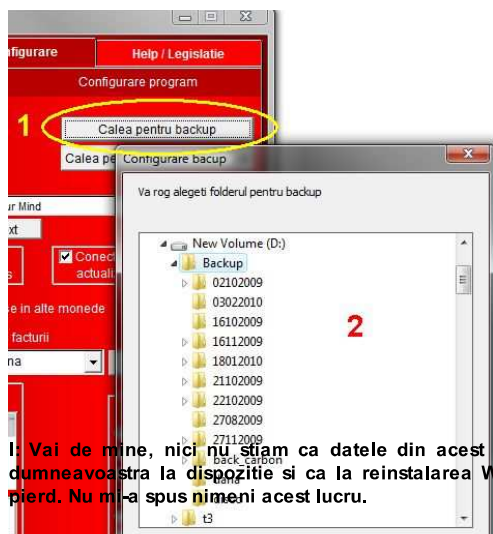 nfigurare
Help / Legislatie
Configurare program
1
Calea pentru backup
Calea pe
Configurare bacup
Va rog alegeti folderul pentru backup
ur Mind
xt
Conect
actuali
se in alte monede
facturii
na
New Volume (D:)
Backup
02102009
03022010
16102009
16112009
18012010
21102009
22102009
27082009
27112009
back_carbon
t3
2
I: Vai de mine, nici nu stiam ca datele din acest
dumneavoastra la dispozitie si ca la reinstalarea W
pierd. Nu mi-a spus nimeni acest lucru.